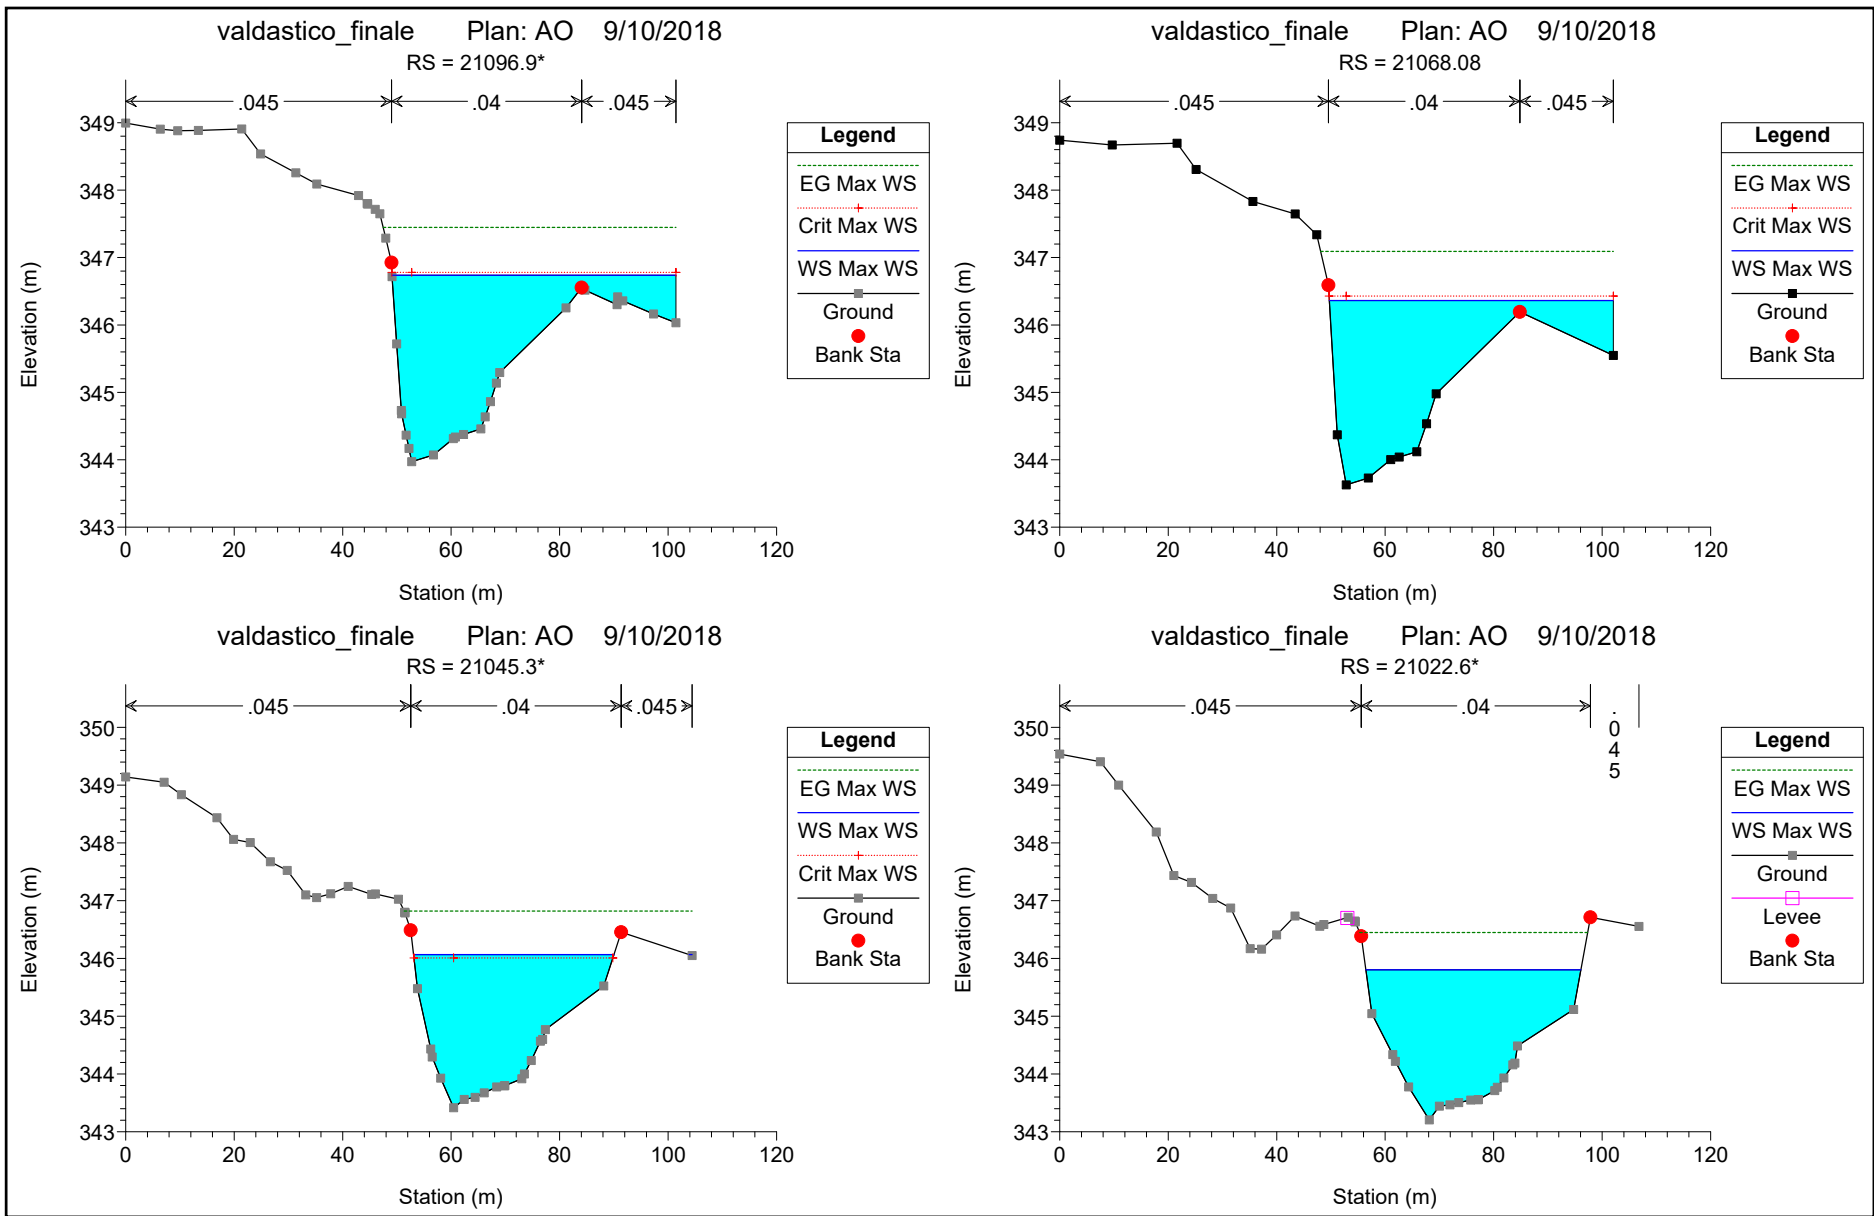 valdastico_finale Plan: AO 9/10/2018
RS = 21096.9*
.045 .04 .045
349
348
347
346
345
344
343
0 20 40 60 80 100 120
Elevation (m)
Station (m)
Legend
EG Max WS
Crit Max WS
WS Max WS
Ground
Bank Sta
valdastico_finale Plan: AO 9/10/2018
RS = 21068.08
.045 .04 .045
349
348
347
346
345
344
343
0 20 40 60 80 100 120
Elevation (m)
Station (m)
Legend
EG Max WS
Crit Max WS
WS Max WS
Ground
Bank Sta
valdastico_finale Plan: AO 9/10/2018
RS = 21045.3*
.045 .04 .045
350
349
348
347
346
345
344
343
0 20 40 60 80 100 120
Elevation (m)
Station (m)
Legend
EG Max WS
WS Max WS
Crit Max WS
Ground
Bank Sta
valdastico_finale Plan: AO 9/10/2018
RS = 21022.6*
.045 .04 .045
350
349
348
347
346
345
344
343
0 20 40 60 80 100 120
Elevation (m)
Station (m)
Legend
EG Max WS
WS Max WS
Ground
Levee
Bank Sta